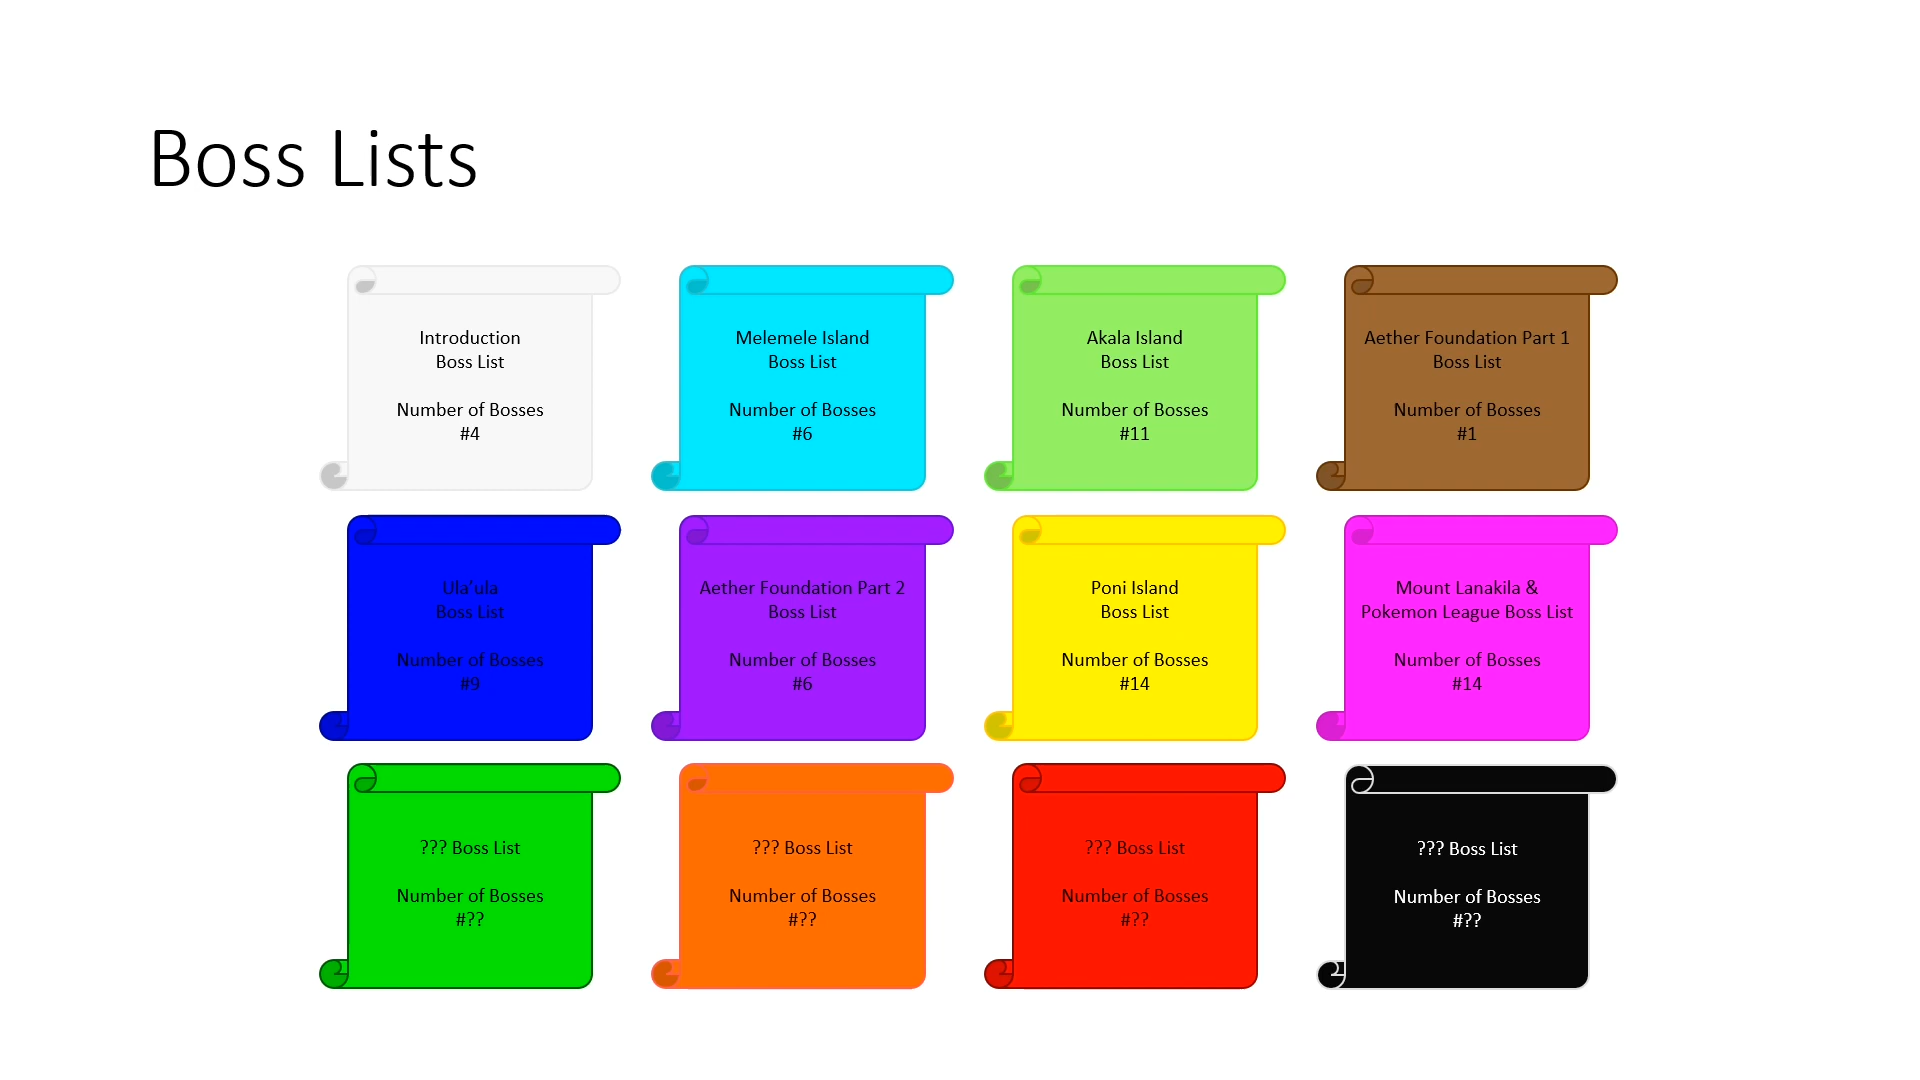 Boss Lists
Introduction
Boss List
Number of Bosses
#4
Melemele Island
Boss List
Number of Bosses
#6
Akala Island
Boss List
Number of Bosses
#11
Aether Foundation Part 1
Boss List
Number of Bosses
#1
Ula'ula
Boss List
Number of Bosses
#9
Aether Foundation Part 2
Boss List
Number of Bosses
#6
Poni Island
Boss List
Number of Bosses
#14
Mount Lanakila &
Pokemon League Boss List
Number of Bosses
#14
??? Boss List
Number of Bosses
#??
??? Boss List
Number of Bosses
#??
??? Boss List
Number of Bosses
#??
??? Boss List
Number of Bosses
#??